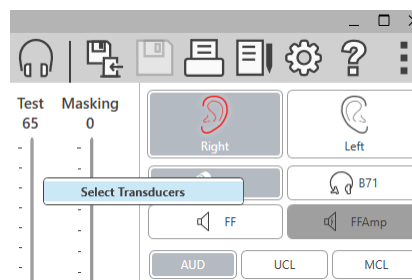 Test Masking
65 0
Right Left
Select Transducers
B71
FF FFAmp
AUD UCL MCL